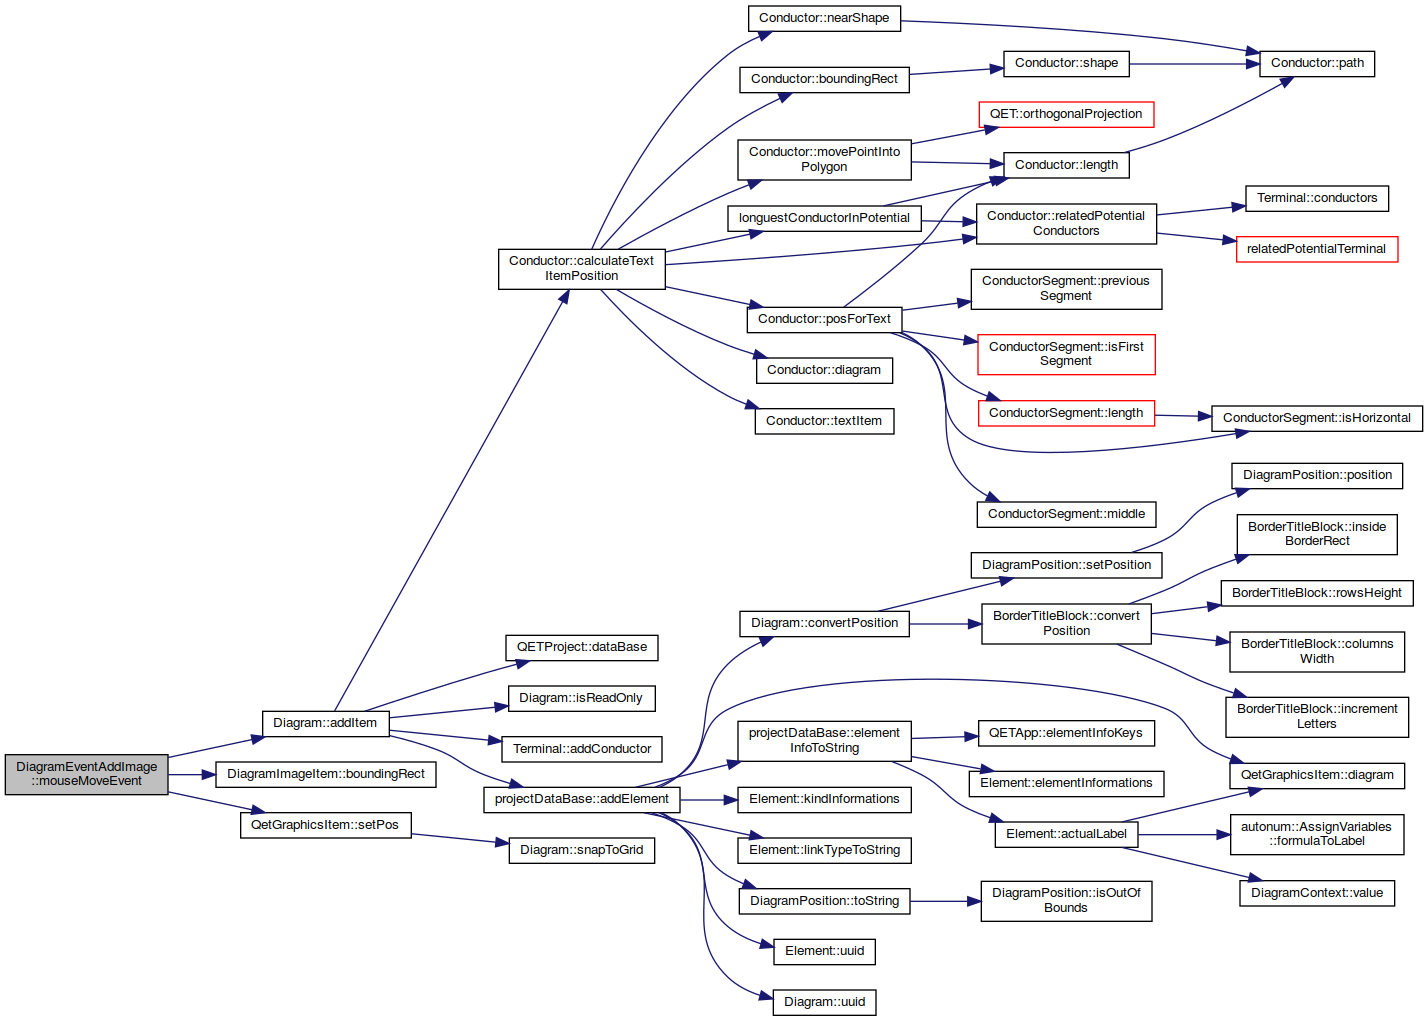 Conductor::nearShape
Conductor::boundingRect
Conductor::shape
Conductor::path
QET::orthogonalProjection
Conductor::movePointInto
Polygon
Conductor::length
longuestConductorInPotential
Conductor::relatedPotential
Conductors
Terminal::conductors
relatedPotentialTerminal
Conductor::calculateText
ItemPosition
ConductorSegment::previous
Segment
Conductor::posForText
ConductorSegment::isFirst
Segment
Conductor::diagram
ConductorSegment::length
ConductorSegment::isHorizontal
Conductor::textItem
ConductorSegment::middle
DiagramPosition::position
BorderTitleBlock::inside
BorderRect
DiagramPosition::setPosition
BorderTitleBlock::rowsHeight
Diagram::convertPosition
BorderTitleBlock::convert
Position
BorderTitleBlock::columns
Width
QETProject::dataBase
Diagram::isReadOnly
BorderTitleBlock::increment
Letters
Diagram::addItem
Terminal::addConductor
projectDataBase::element
InfoToString
QETApp::elementInfoKeys
DiagramEventAddImage
::mouseMoveEvent
DiagramImageItem::boundingRect
QetGraphicsItem::diagram
Element::elementInformations
projectDataBase::addElement
Element::kindInformations
QetGraphicsItem::setPos
Element::actualLabel
autonum::AssignVariables
::formulaToLabel
Diagram::snapToGrid
Element::linkTypeToString
DiagramPosition::toString
DiagramPosition::isOutOf
Bounds
DiagramContext::value
Element::uuid
Diagram::uuid